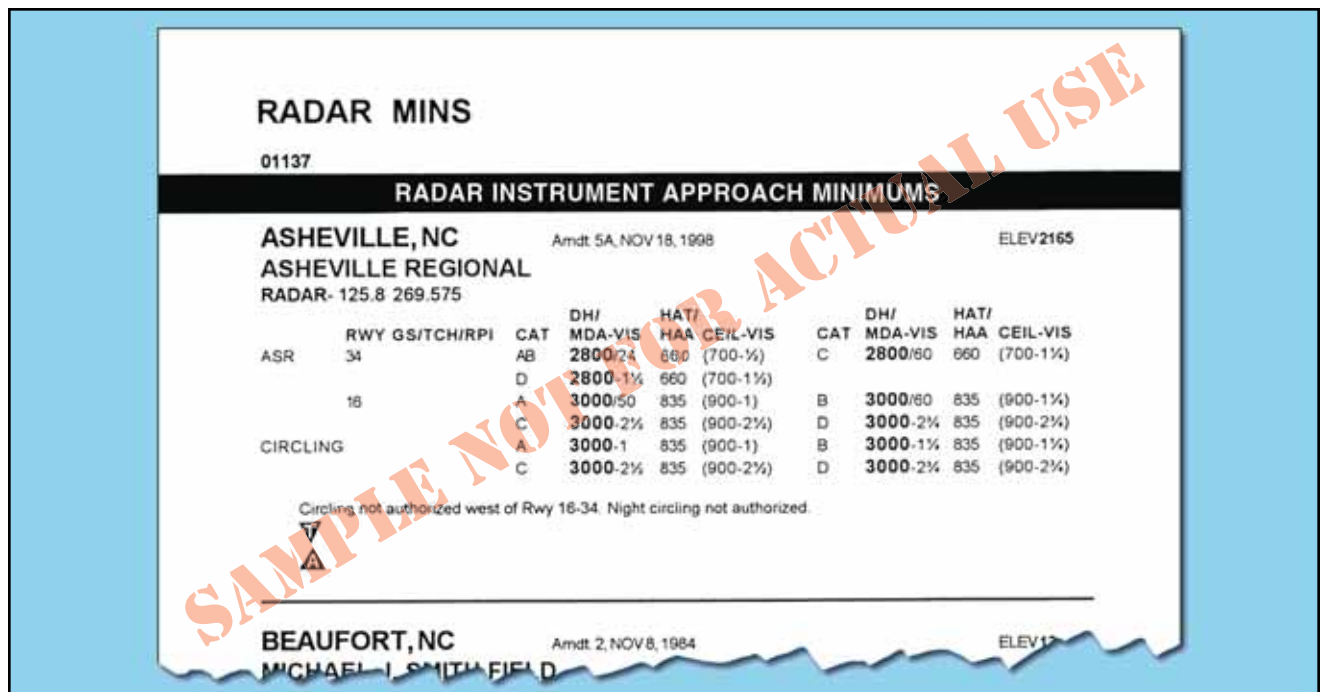 RADAR MINS
01137
RADAR INSTRUMENT APPROACH MINIMUMS
ASHEVILLE, NC Amdt 5A, NOV 18, 1998 ELEV 2165
ASHEVILLE REGIONAL
RADAR- 125.8 269.575
DH/ HAT/ DH/ HAT/
RWY GS/TCH/RPI CAT MDA-VIS HAA CEIL-VIS CAT MDA-VIS HAA CEIL-VIS
ASR 34 AB 2800/24 660 (700-½) C 2800/60 660 (700-1¼)
D 2800-1½ 660 (700-1½)
16 A 3000/50 835 (900-1) B 3000/60 835 (900-1¼)
C 3000-2½ 835 (900-2½) D 3000-2¾ 835 (900-2¾)
CIRCLING A 3000-1 835 (900-1) B 3000-1¼ 835 (900-1¼)
C 3000-2½ 835 (900-2½) D 3000-2¾ 835 (900-2¾)
Circling not authorized west of Rwy 16-34. Night circling not authorized.
T
A
BEAUFORT, NC Amdt 2, NOV 8, 1984 ELEV
MICHAEL J. SMITH FIELD
SAMPLE NOT FOR ACTUAL USE